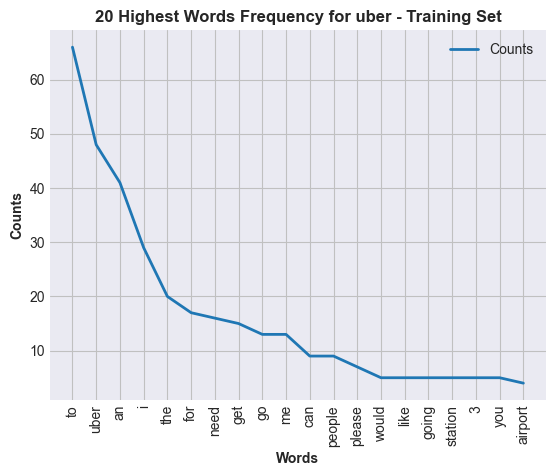 20 Highest Words Frequency for uber - Training Set
Counts
Counts
60
50
40
30
20
10
to
uber
an
i
the
for
need
get
go
me
can
people
please
would
like
going
station
3
you
airport
Words